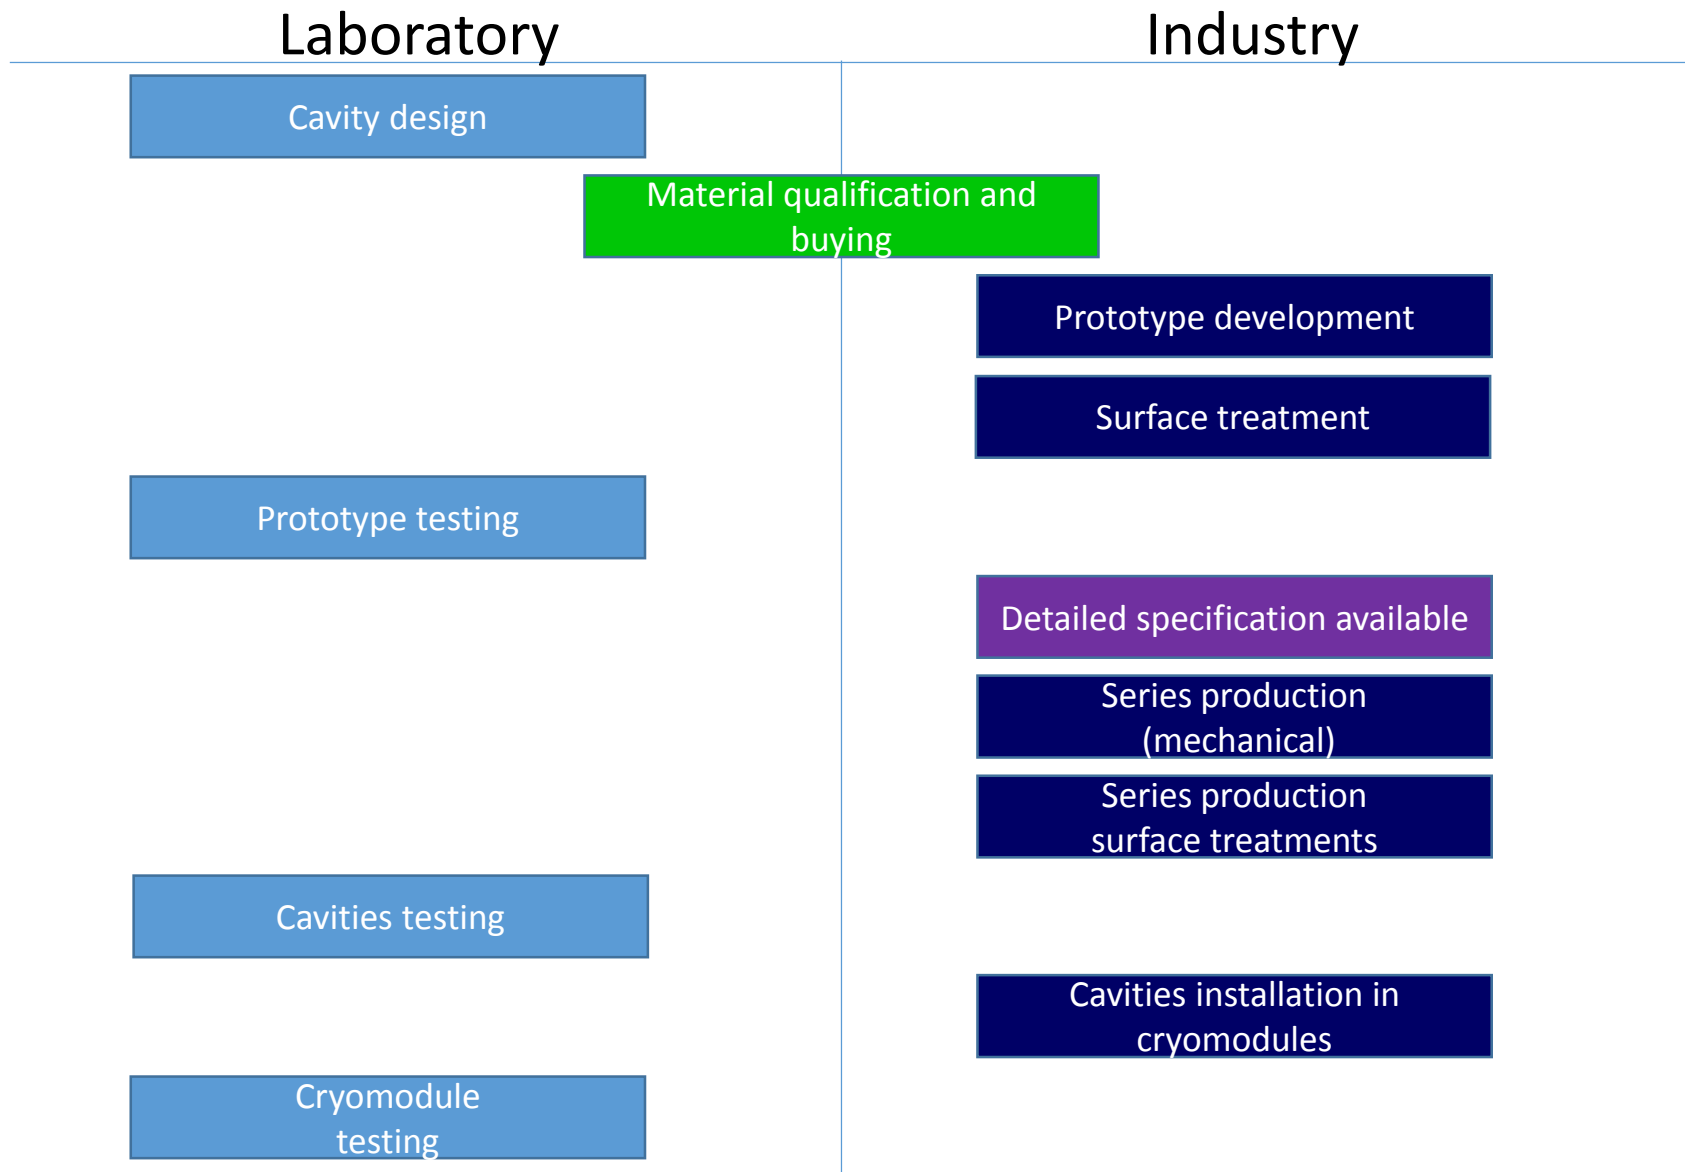 Laboratory
Industry
Cavity design
Material qualification and
buying
Prototype development
Surface treatment
Prototype testing
Detailed specification available
Series production
(mechanical)
Series production
surface treatments
Cavities testing
Cavities installation in
cryomodules
Cryomodule
testing